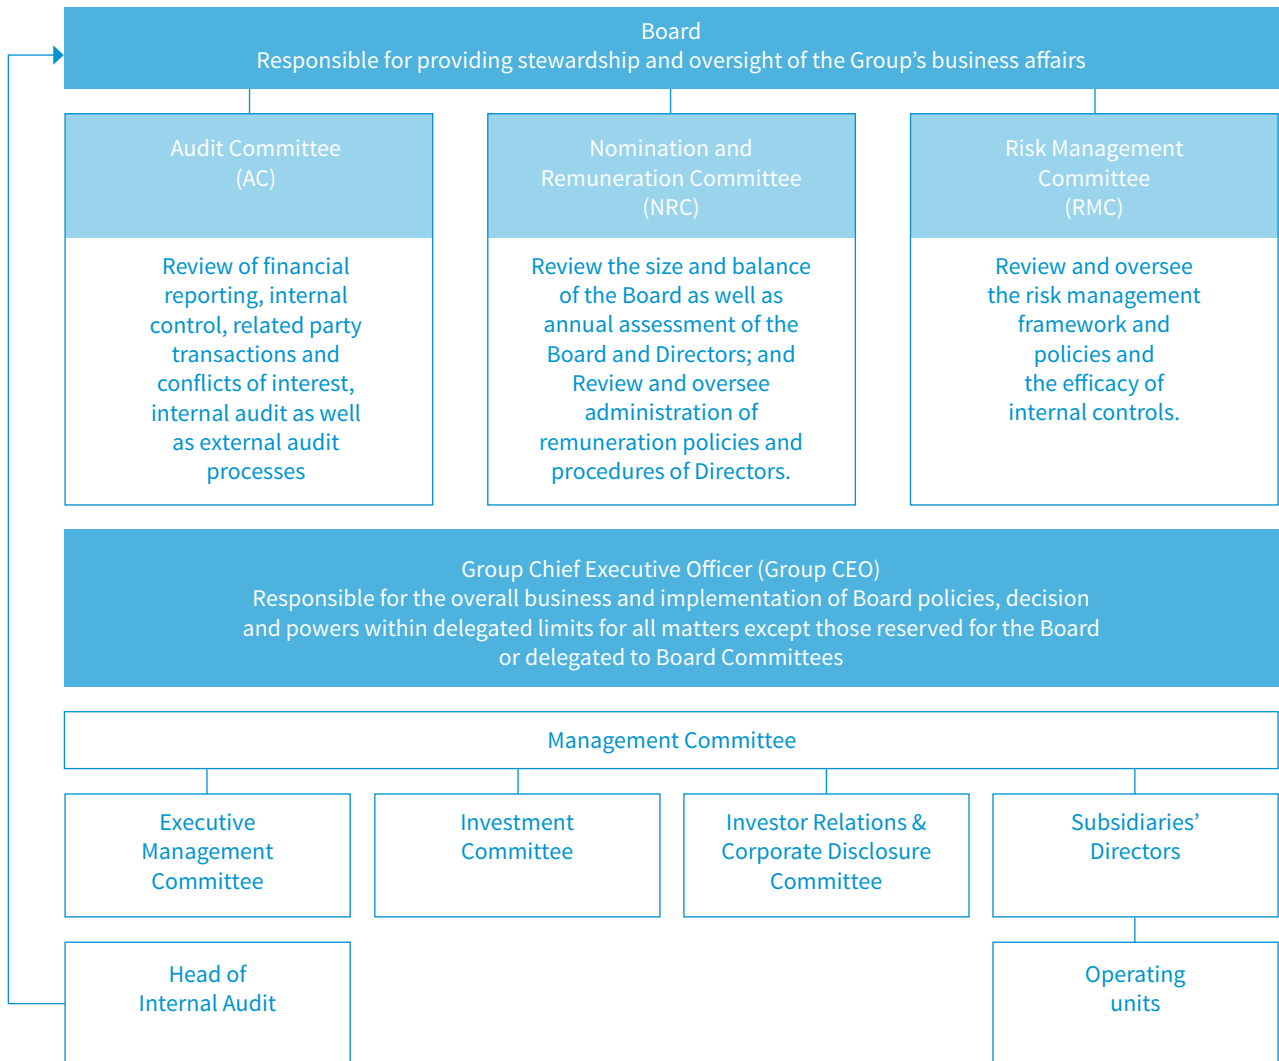 Board
Responsible for providing stewardship and oversight of the Group’s business affairs
Audit Committee
(AC)
Review of financial
reporting, internal
control, related party
transactions and
conflicts of interest,
internal audit as well
as external audit
processes
Nomination and
Remuneration Committee
(NRC)
Review the size and balance
of the Board as well as
annual assessment of the
Board and Directors; and
Review and oversee
administration of
remuneration policies and
procedures of Directors.
Risk Management
Committee
(RMC)
Review and oversee
the risk management
framework and
policies and
the efficacy of
internal controls.
Group Chief Executive Officer (Group CEO)
Responsible for the overall business and implementation of Board policies, decision
and powers within delegated limits for all matters except those reserved for the Board
or delegated to Board Committees
Management Committee
Executive
Management
Committee
Investment
Committee
Investor Relations &
Corporate Disclosure
Committee
Subsidiaries’
Directors
Head of
Internal Audit
Operating
units